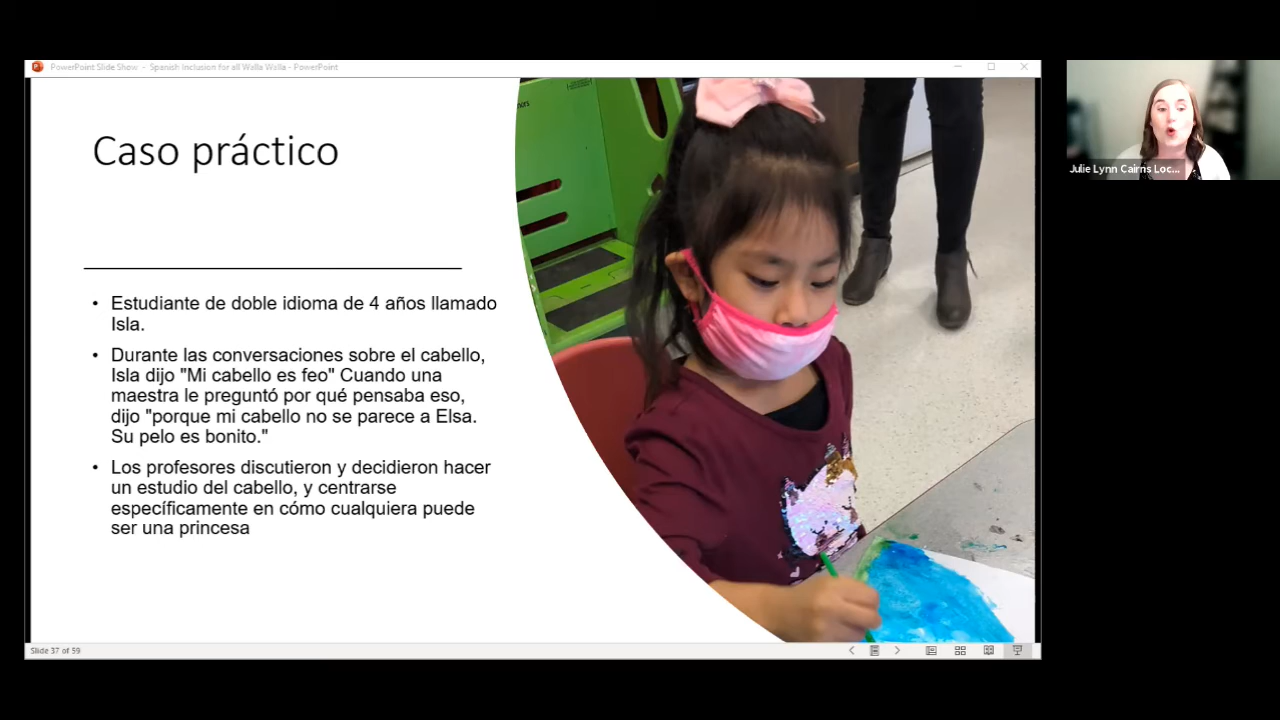 PowerPoint Slide Show - Spanish Inclusion for all Walla Walla - PowerPoint
Caso práctico
• Estudiante de doble idioma de 4 años llamado
Isla.
• Durante las conversaciones sobre el cabello,
Isla dijo "Mi cabello es feo" Cuando una
maestra le preguntó por qué pensaba eso,
dijo "porque mi cabello no se parece a Elsa.
Su pelo es bonito."
• Los profesores discutieron y decidieron hacer
un estudio del cabello, y centrarse
específicamente en cómo cualquiera puede
ser una princesa
Slide 37 of 59
Julie Lynn Cairns Loc...